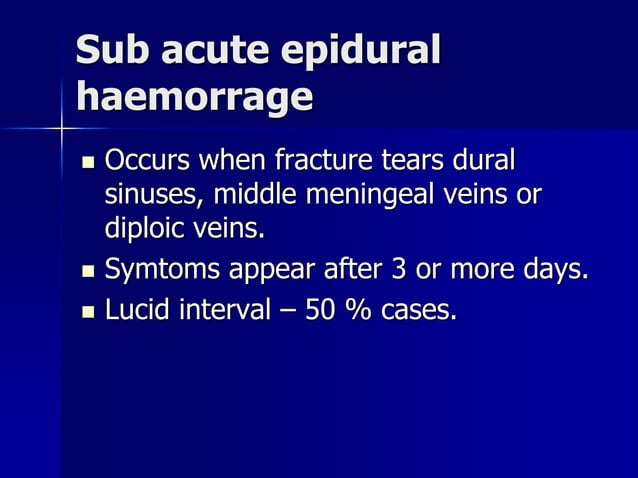 Sub acute epidural
haemorrage
Occurs when fracture tears dural
sinuses, middle meningeal veins or
diploic veins.
Symtoms appear after 3 or more days.
Lucid interval – 50 % cases.